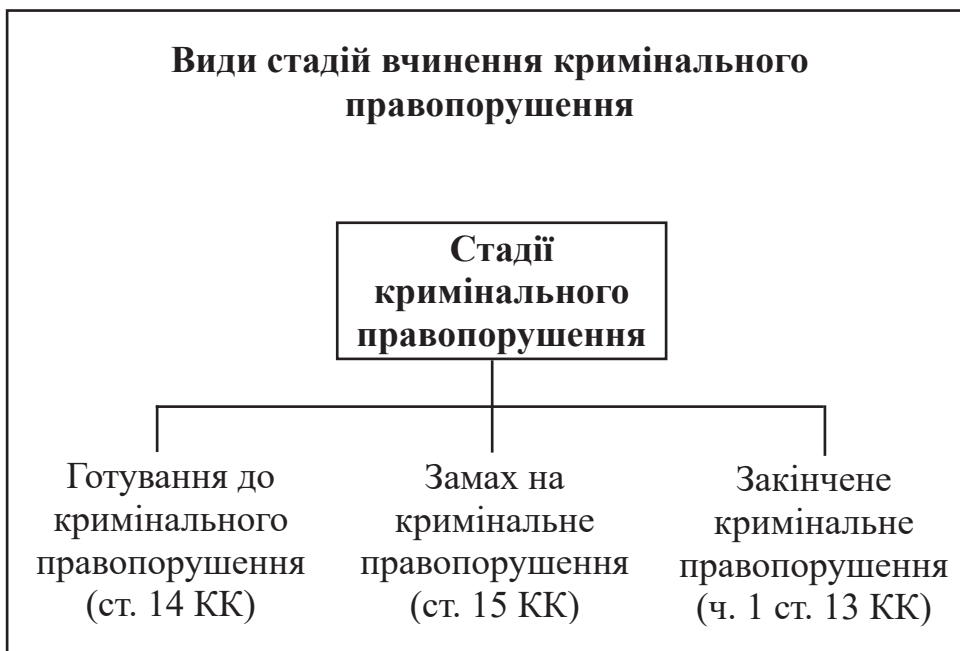 Види стадій вчинення кримінального
правопорушення
Стадії
кримінального
правопорушення
Готування до
кримінального
правопорушення
(ст. 14 КК)
Замах на
кримінальне
правопорушення
(ст. 15 КК)
Закінчене
кримінальне
правопорушення
(ч. 1 ст. 13 КК)